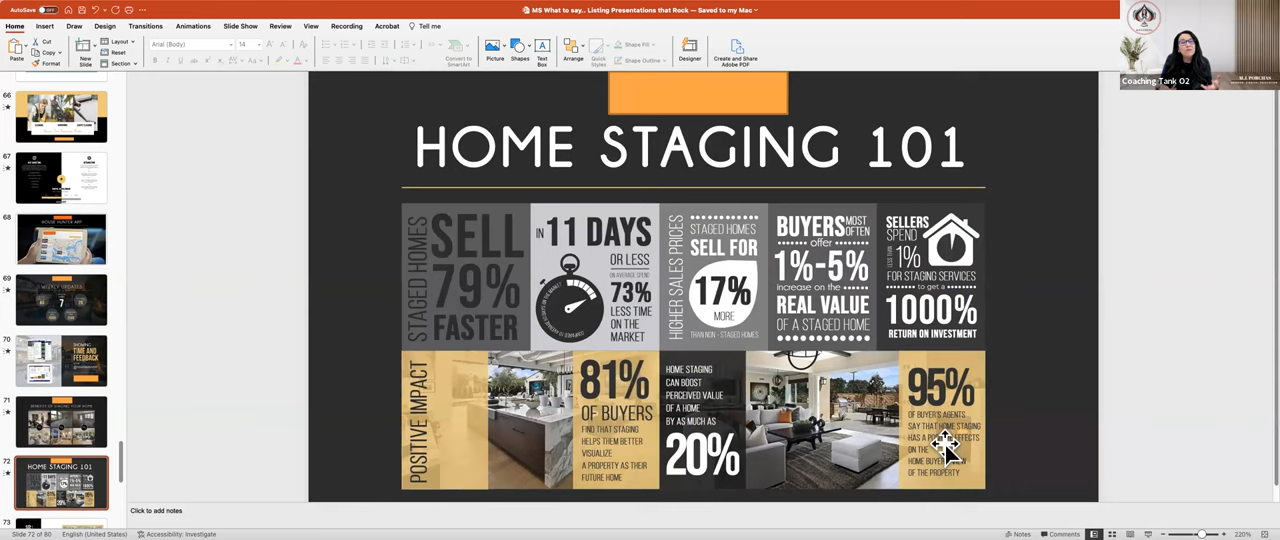 AutoSave OFF
MS What to say.. Listing Presentations that Rock — Saved to my Mac
Home Insert Draw Design Transitions Animations Slide Show Review View Recording Acrobat Tell me
Paste
Cut
Copy
Format
New
Slide
Layout
Reset
Section
Arial (Body)
14
Convert to
SmartArt
Picture
Shapes
Text
Box
Arrange
Quick
Styles
Shape Fill
Shape Outline
Designer
Create and Share
Adobe PDF
Coaching Tank O2
66
67
68
HOUSE HUNTER APP
69
WEEKLY UPDATES
7
70
SHOWING
TIME AND
FEEDBACK
71
BENEFITS OF STAGING YOUR HOME
72
HOME STAGING 101
73
HOME STAGING 101
STAGED HOMES
SELL
79%
FASTER
IN 11 DAYS
OR LESS
ON AVERAGE SPEND
73%
LESS TIME
ON THE
MARKET
HIGHER SALES PRICES
STAGED HOMES
SELL FOR
17%
MORE
THAN NON - STAGED HOMES
BUYERS MOST OFTEN
offer
1%-5%
increase on the
REAL VALUE
OF A STAGED HOME
SELLERS
SPEND
LESS THAN 1%
FOR STAGING SERVICES
to get a
1000%
RETURN ON INVESTMENT
POSITIVE IMPACT
81%
OF BUYERS
FIND THAT STAGING
HELPS THEM BETTER
VISUALIZE
A PROPERTY AS THEIR
FUTURE HOME
HOME STAGING
CAN BOOST
PERCEIVED VALUE
OF A HOME
BY AS MUCH AS
20%
95%
OF BUYER'S AGENTS
SAY THAT HOME STAGING
HAS A EFFECTS
ON THE
HOME BUYER
OF THE PROPERTY
Click to add notes
Slide 72 of 80 English (United States) Accessibility: Investigate Notes Comments 220%